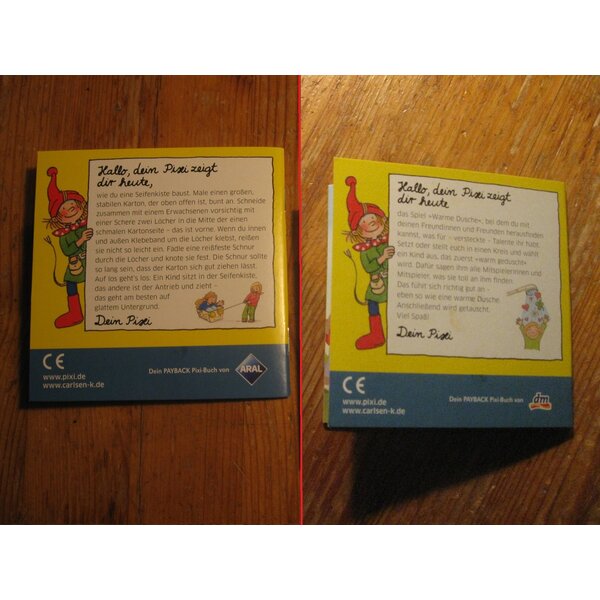 Hallo, dein Pixi zeigt
dir heute,
wie du eine Seifenkiste baust. Male einen großen,
stabilen Karton, der oben offen ist, bunt an. Schneide
zusammen mit einem Erwachsenen vorsichtig mit
einer Schere zwei Löcher in die Mitte der einen
schmalen Kartonseite – das ist vorne. Wenn du innen
und außen Klebeband um die Löcher klebst, reißen
sie nicht so leicht ein. Fädle eine reißfeste Schnur
durch die Löcher und knote sie fest. Die Schnur sollte
so lang sein, dass der Karton sich gut ziehen lässt.
Auf los geht's los: Ein Kind sitzt in der Seifenkiste,
das andere ist der Antrieb und zieht –
das geht am besten auf
glattem Untergrund.
Dein Pixi
CE
www.pixi.de
www.carlsen-k.de
Dein PAYBACK Pixi-Buch von
ARAL
Hallo, dein Pixi zeigt
dir heute
das Spiel »Warme Dusche«, bei dem du mit
deinen Freundinnen und Freunden herausfinden
kannst, was für – versteckte – Talente ihr habt.
Setzt oder stellt euch in einen Kreis und wählt
ein Kind aus, das zuerst »warm geduscht«
wird. Dafür sagen ihm alle Mitspielerinnen und
Mitspieler, was sie toll an ihm finden.
Das fühlt sich richtig gut an –
eben so wie eine warme Dusche.
Anschließend wird getauscht.
Viel Spaß!
Dein Pixi
CE
www.pixi.de
www.carlsen-k.de
Dein PAYBACK Pixi-Buch von
dm